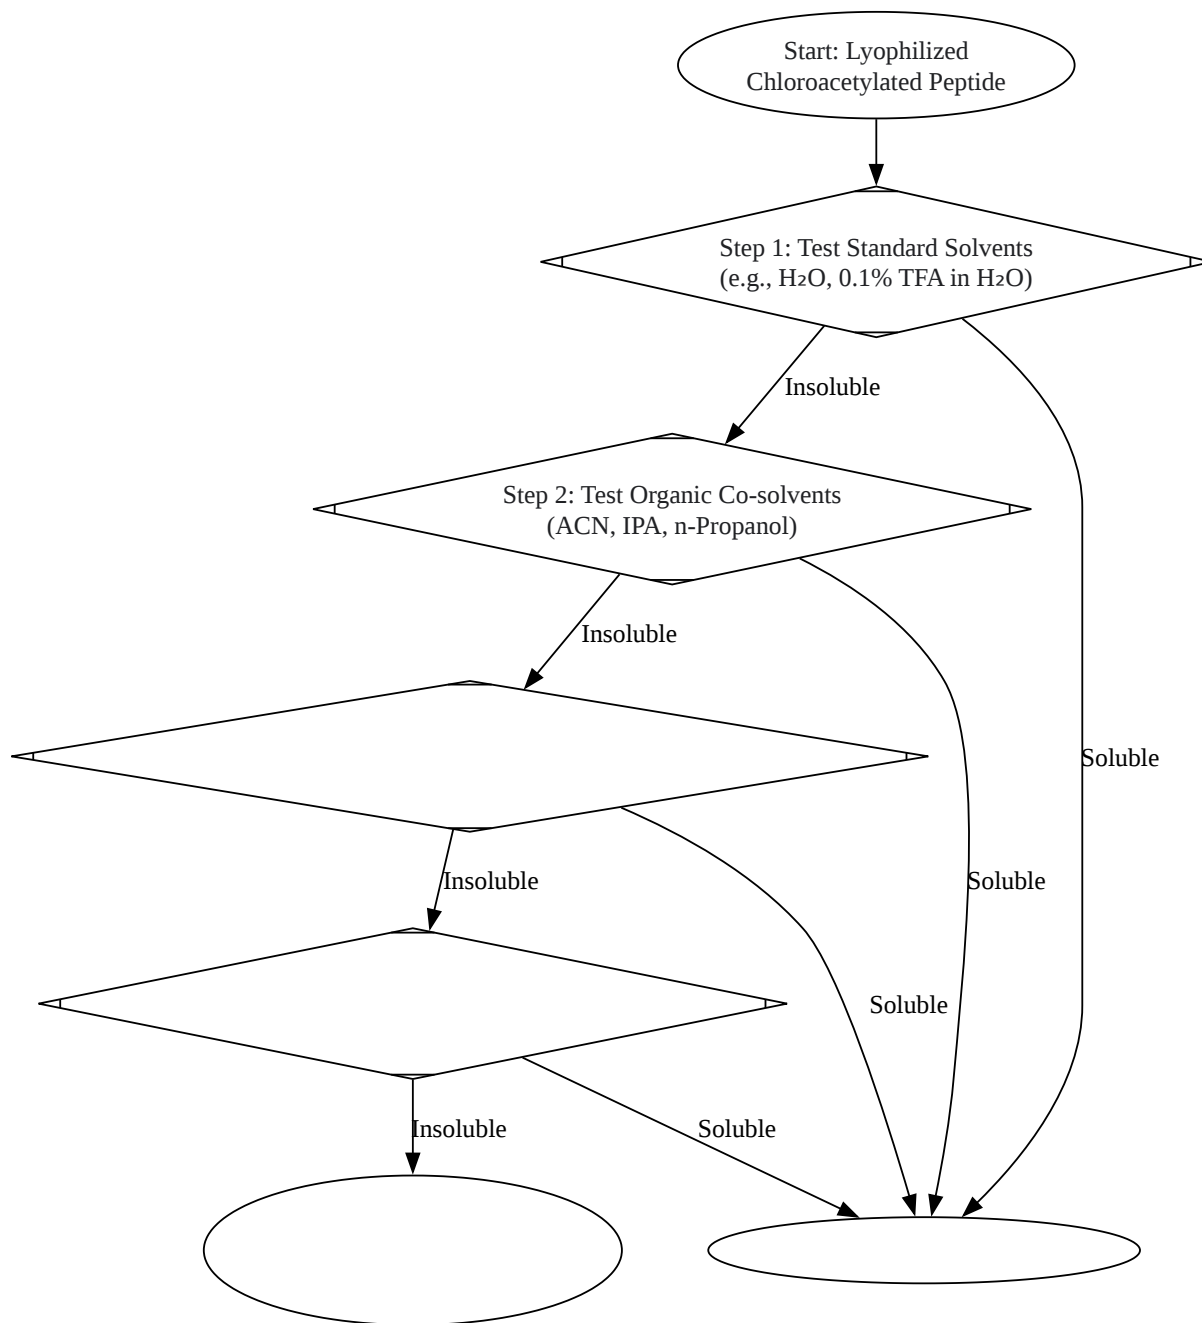 Start: Lyophilized
Chloroacetylated Peptide
Step 1: Test Standard Solvents
(e.g., H₂O, 0.1% TFA in H₂O)
Insoluble
Step 2: Test Organic Co-solvents
(ACN, IPA, n-Propanol)
Insoluble
Soluble
Insoluble
Soluble
Soluble
Insoluble
Soluble